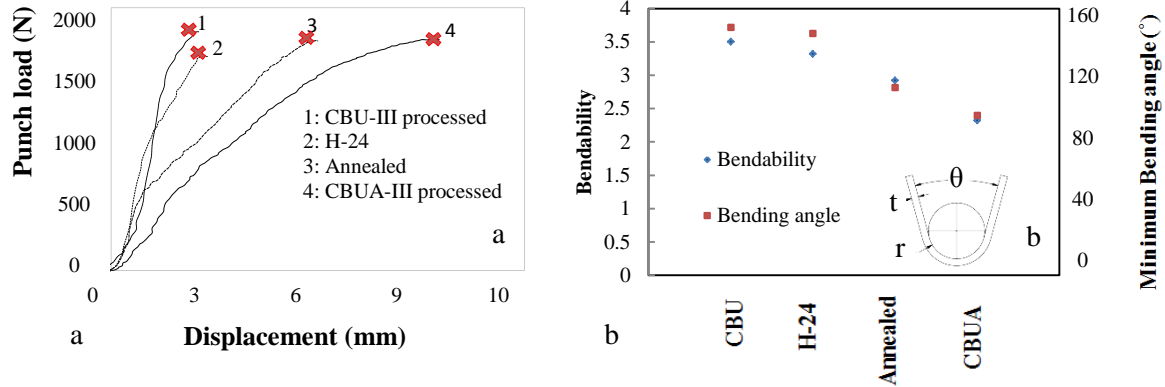 Punch load (N)
2000
1500
1000
500
0
1
2
3
4
1: CBU-III processed
2: H-24
3: Annealed
4: CBUA-III processed
a
0
3
6
9
10
a
Displacement (mm)
b
Bendability
4
3.5
3
2.5
2
1.5
1
4.5
0
Bendability
Bending angle
θ
t
r
b
160
120
80
40
0
Minimum Bending angle(°)
CBU
H-24
Annealed
CBUA
b